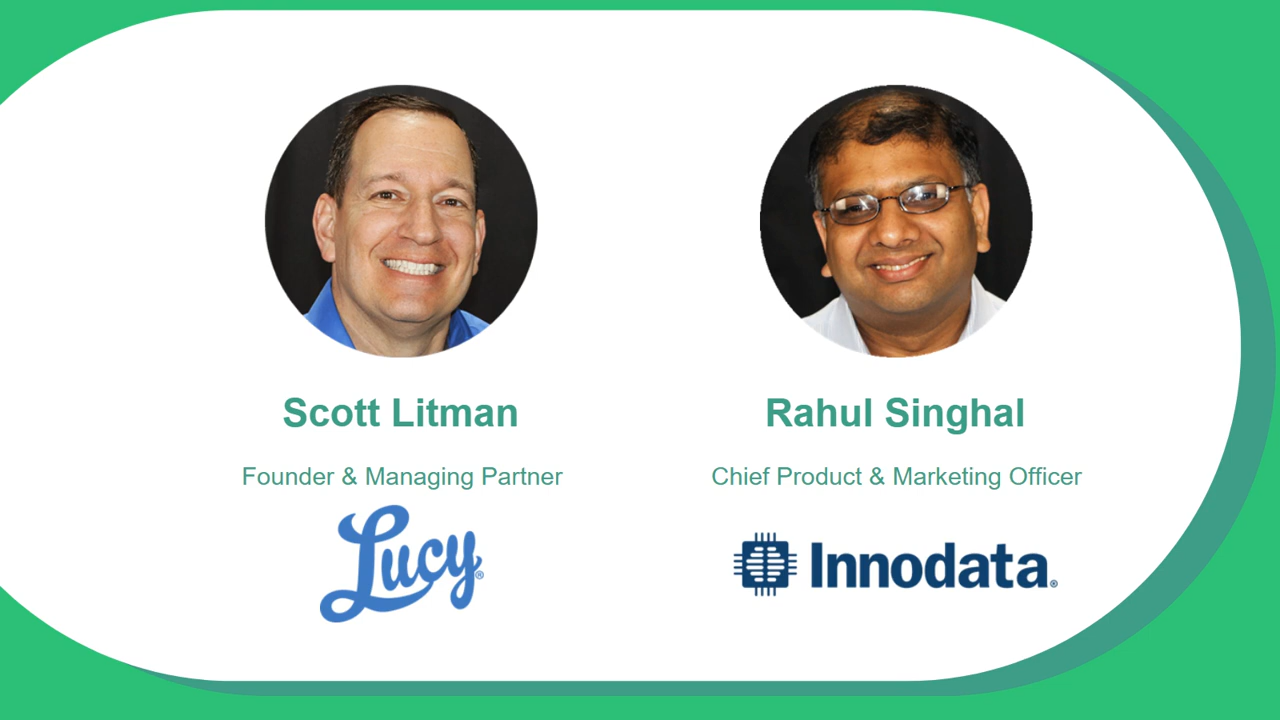 Scott Litman
Founder & Managing Partner
Lucy®
Rahul Singhal
Chief Product & Marketing Officer
Innodata®